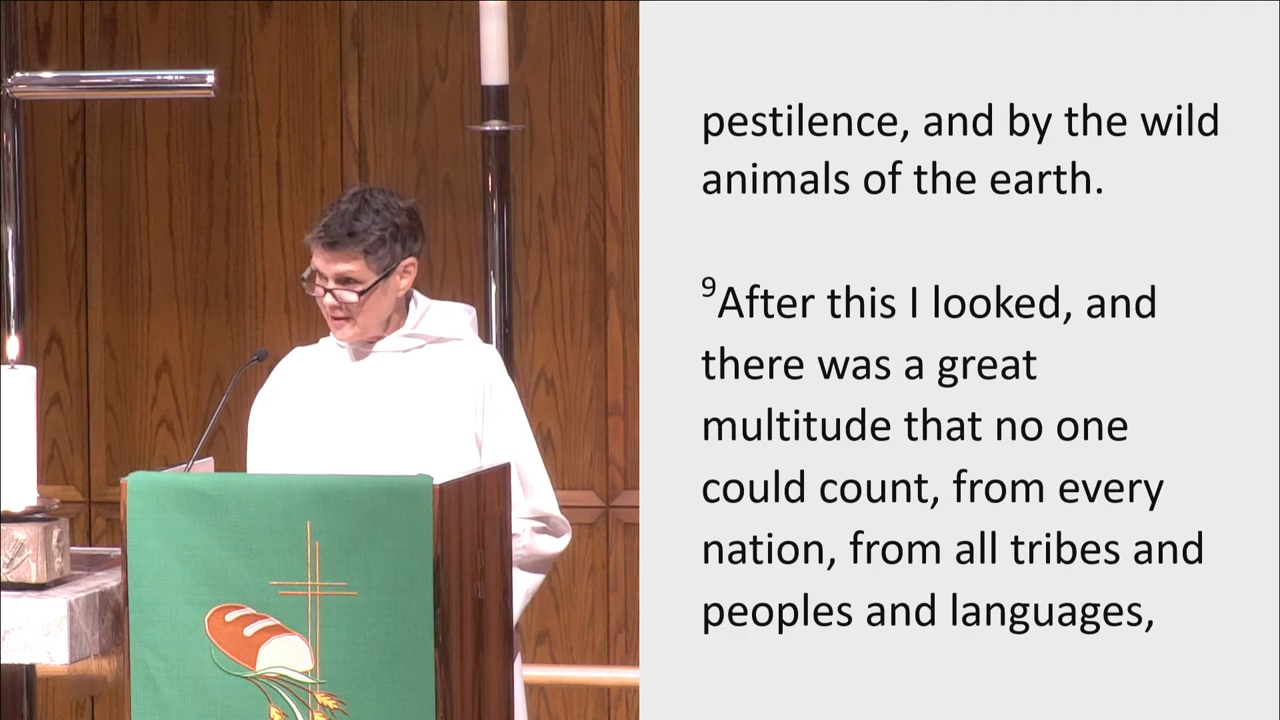 pestilence, and by the wild
animals of the earth.
⁹After this I looked, and
there was a great
multitude that no one
could count, from every
nation, from all tribes and
peoples and languages,